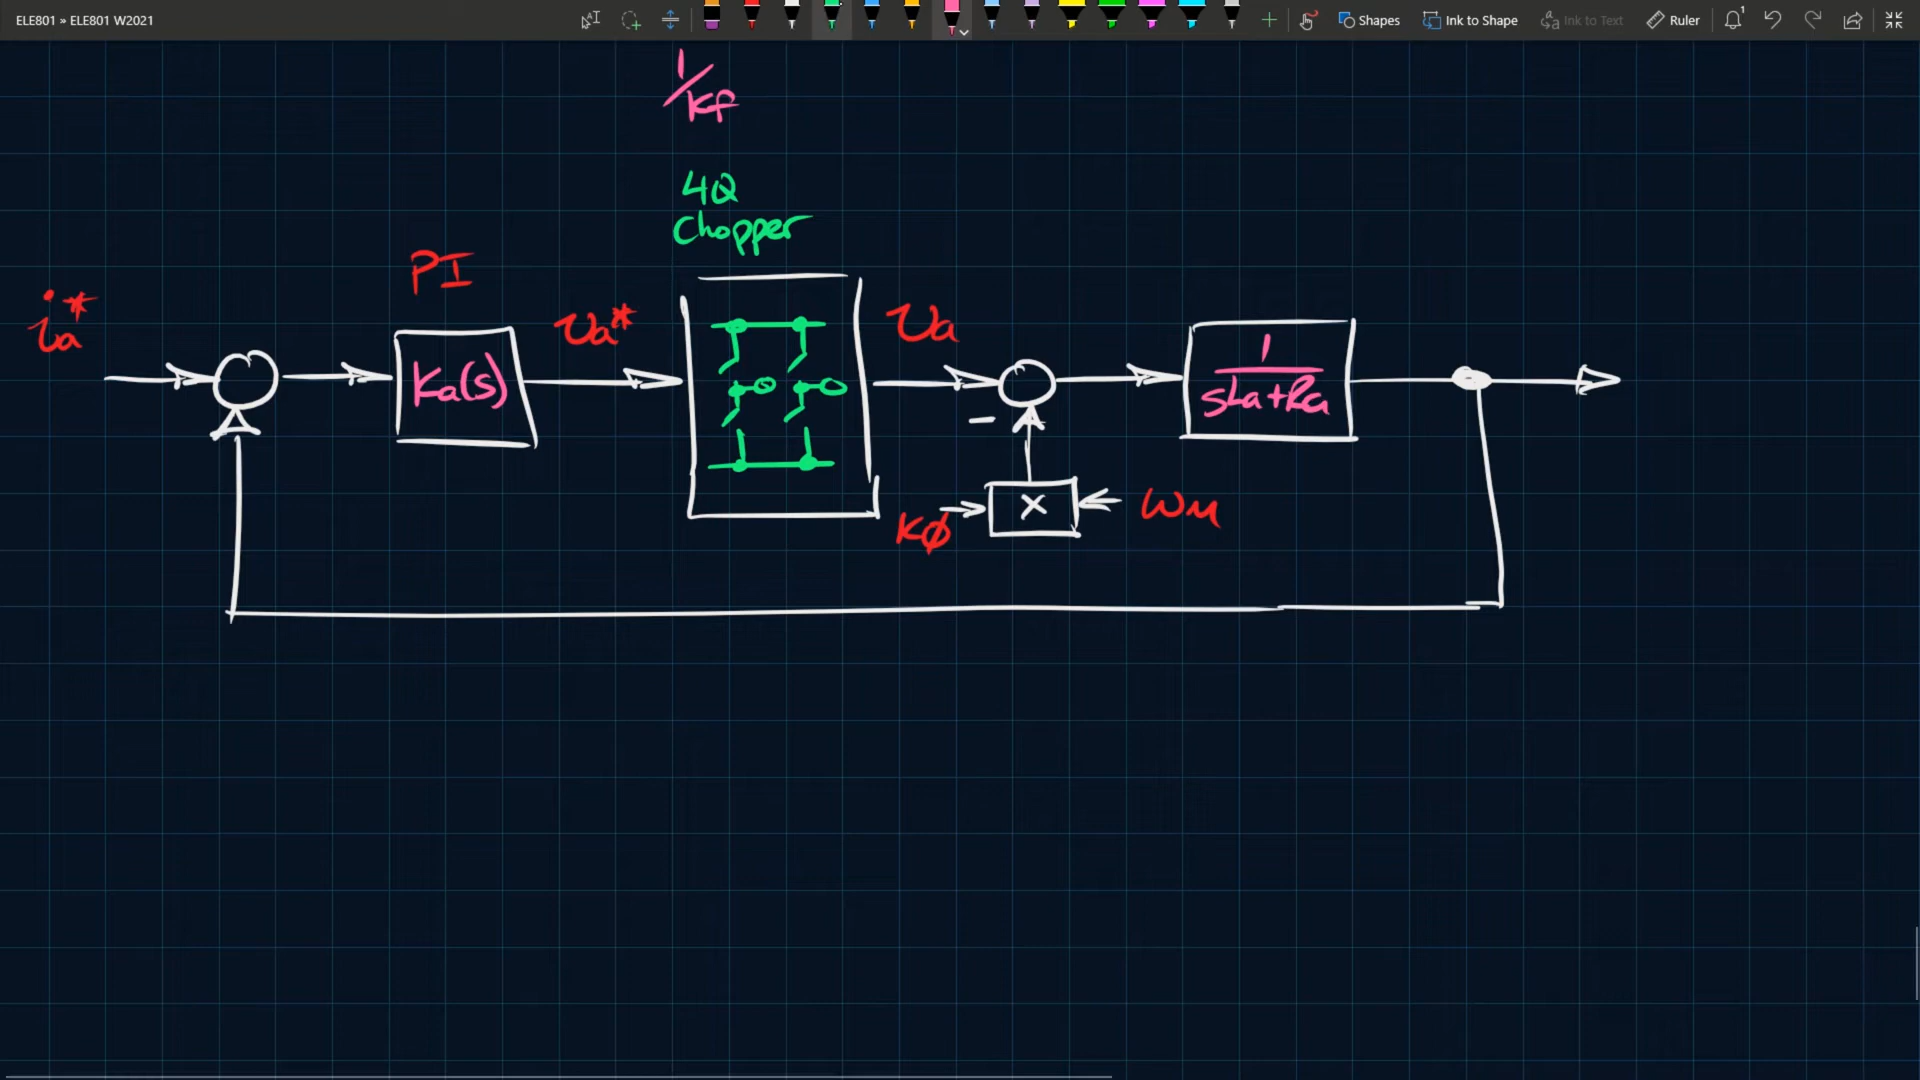 ELE801 » ELE801 W2021
Shapes
Ink to Shape
Ink to Text
Ruler
1
1/Kf
4Q
Chopper
PI
ia*
va*
va
Ka(s)
1
sLa+Ra
-
Kφ
×
ωm